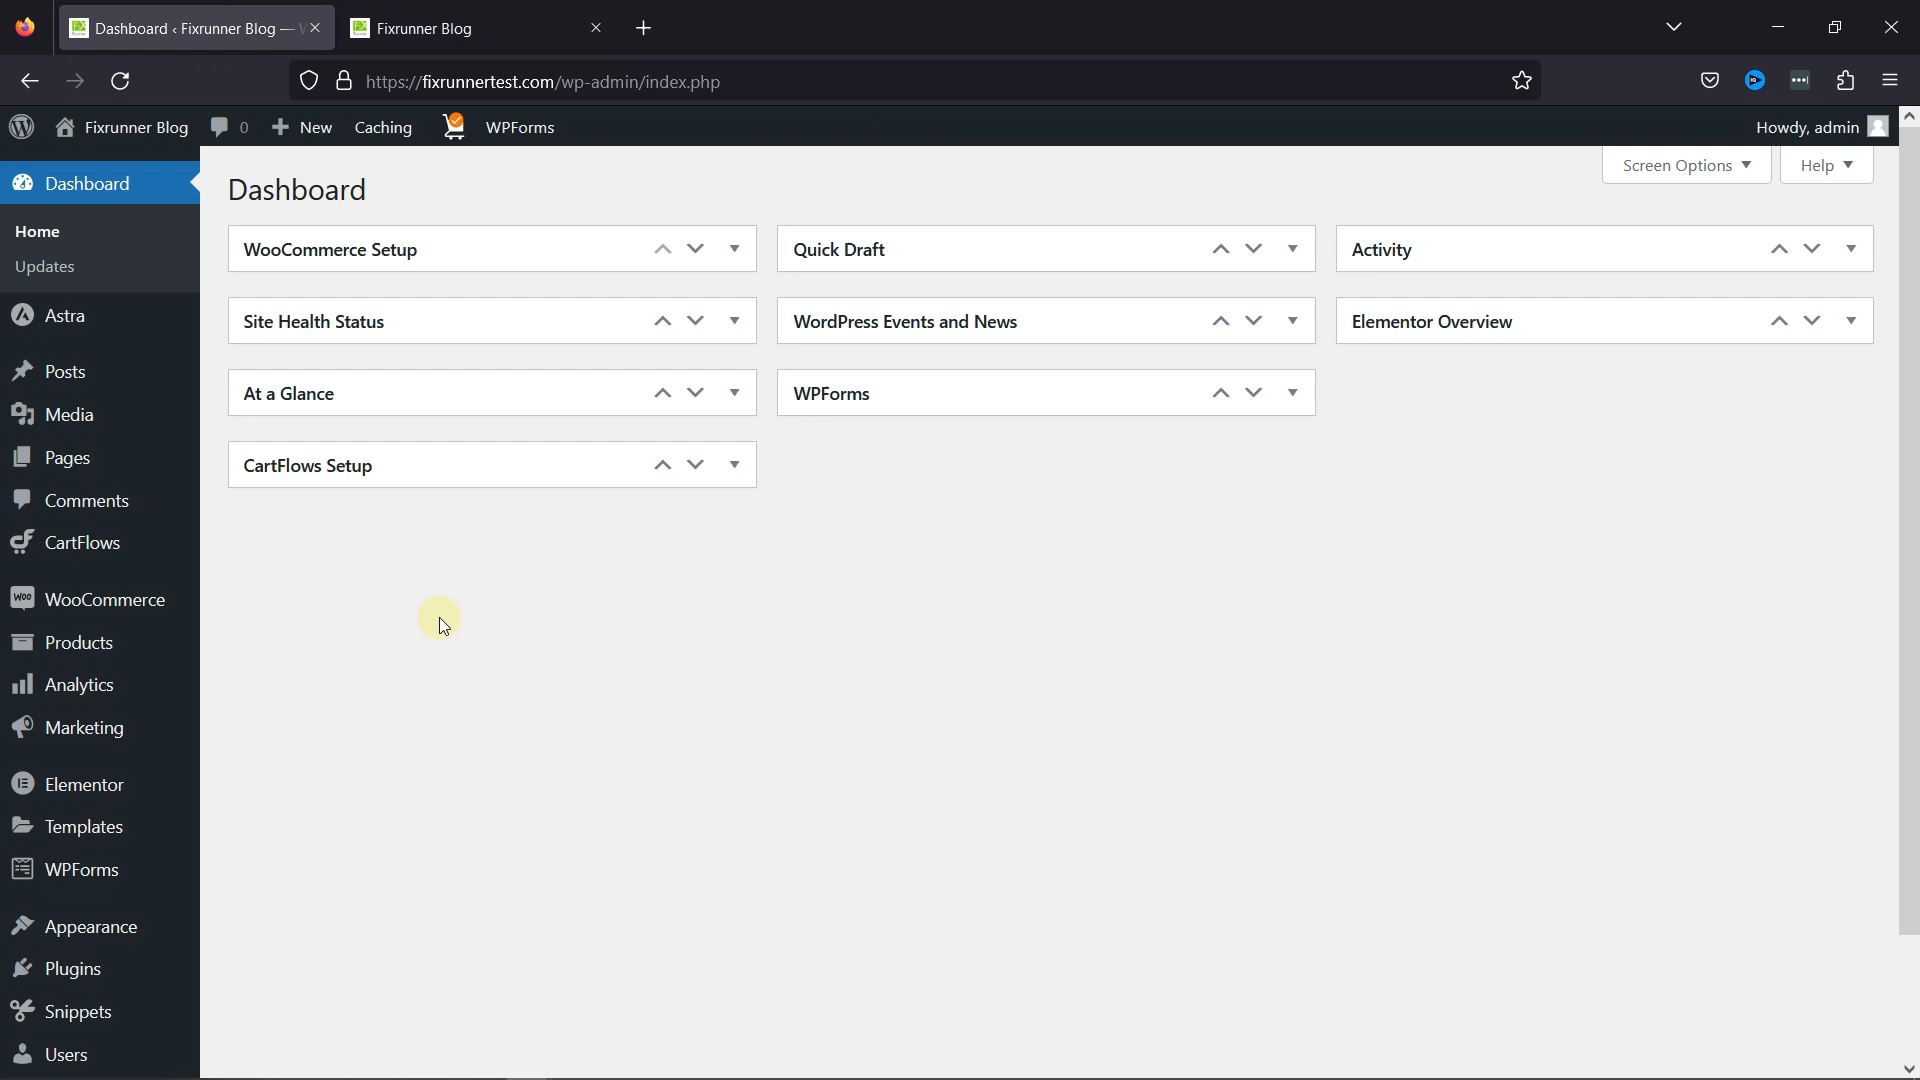 Dashboard ‹ Fixrunner Blog —
Fixrunner Blog
https://fixrunnertest.com/wp-admin/index.php
Fixrunner Blog
0
New
Caching
WPForms
Howdy, admin
Screen Options
Help
Dashboard
Home
Updates
Astra
Posts
Media
Pages
Comments
CartFlows
WooCommerce
Products
Analytics
Marketing
Elementor
Templates
WPForms
Appearance
Plugins
Snippets
Users
Dashboard
WooCommerce Setup
Quick Draft
Activity
Site Health Status
WordPress Events and News
Elementor Overview
At a Glance
WPForms
CartFlows Setup